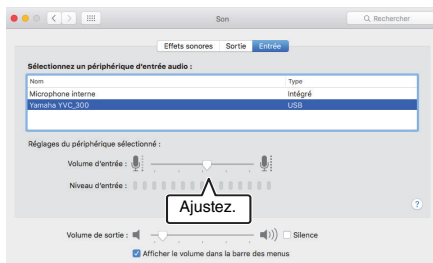 Son
Rechercher
Effets sonores Sortie Entrée
Sélectionnez un périphérique d'entrée audio :
Nom Type
Microphone interne Intégré
Yamaha YVC_300 USB
Réglages du périphérique sélectionné :
Volume d'entrée :
Niveau d'entrée :
Ajustez.
?
Volume de sortie : Silence
Afficher le volume dans la barre des menus